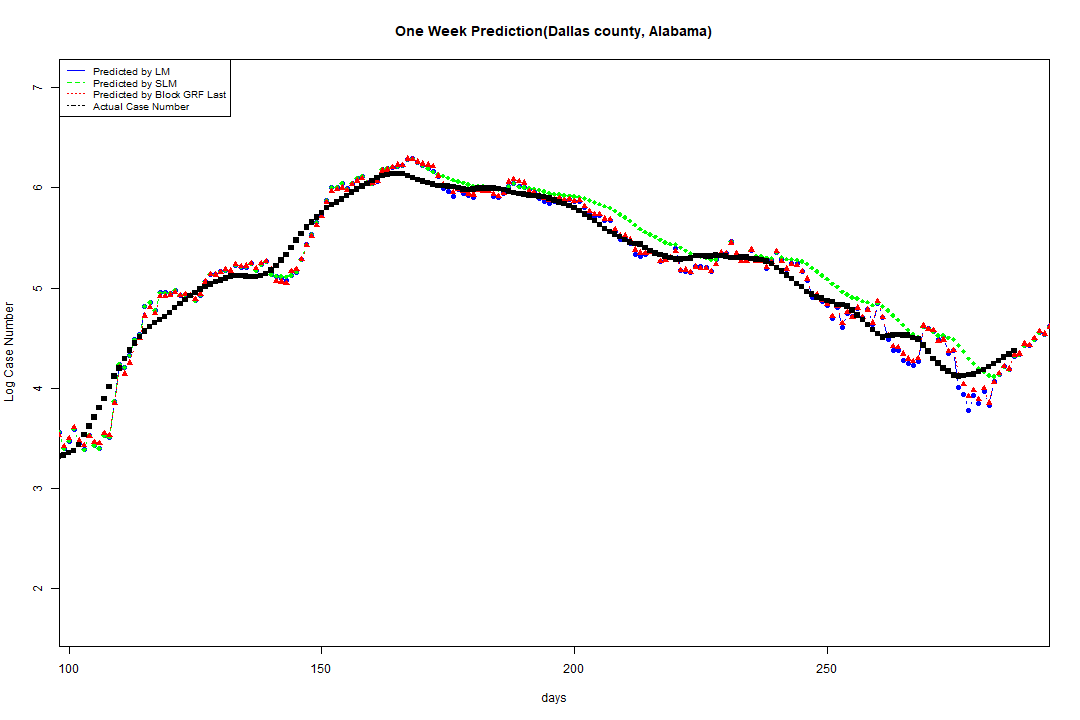 One Week Prediction(Dallas county, Alabama)
Predicted by LM
Predicted by SLM
Predicted by Block GRF Last
Actual Case Number
7
6
5
4
3
2
Log Case Number
100 150 200 250
days